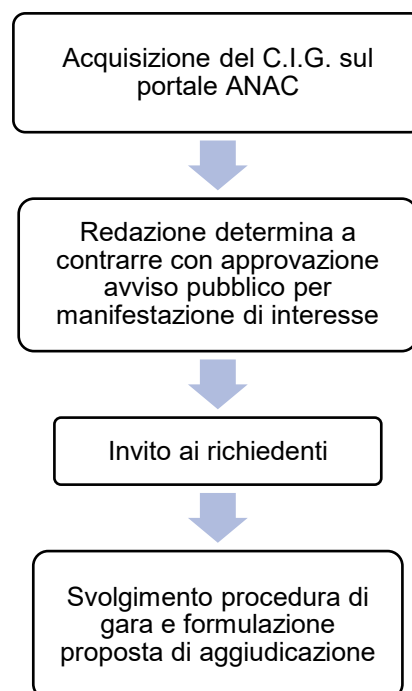 Acquisizione del C.I.G. sul
portale ANAC
Redazione determina a
contrarre con approvazione
avviso pubblico per
manifestazione di interesse
Invito ai richiedenti
Svolgimento procedura di
gara e formulazione
proposta di aggiudicazione